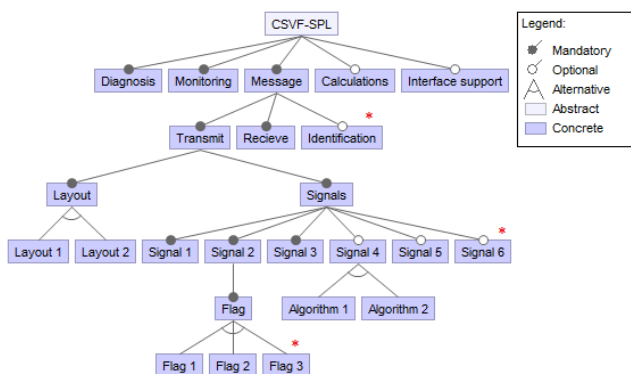 CSVF-SPL
Legend:
Mandatory
Optional
Alternative
Abstract
Concrete
Diagnosis Monitoring Message Calculations Interface support
*
Transmit Recieve Identification
Layout Signals
*
Layout 1 Layout 2 Signal 1 Signal 2 Signal 3 Signal 4 Signal 5 Signal 6
Flag Algorithm 1 Algorithm 2
*
Flag 1 Flag 2 Flag 3